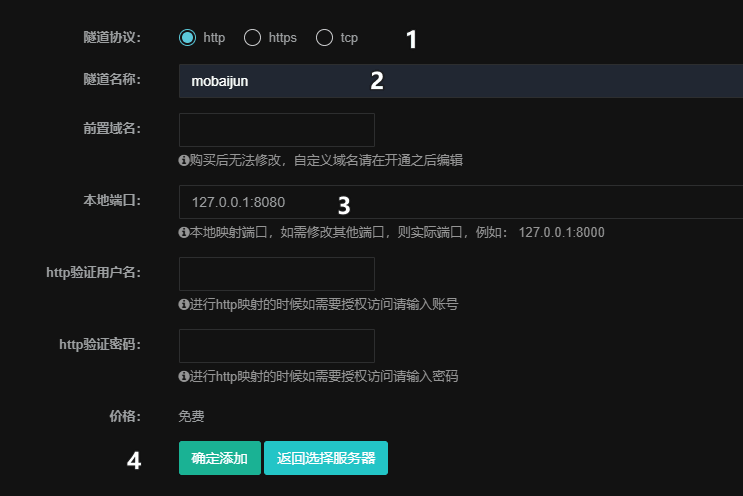 隧道协议： http https tcp 1
隧道名称： mobaijun 2
前置域名：
购买后无法修改，自定义域名请在开通之后编辑
本地端口： 127.0.0.1:8080 3
本地映射端口，如需修改其他端口，则实际端口，例如： 127.0.0.1:8000
http验证用户名：
进行http映射的时候如需要授权访问请输入账号
http验证密码：
进行http映射的时候如需要授权访问请输入密码
价格： 免费
4 确定添加 返回选择服务器